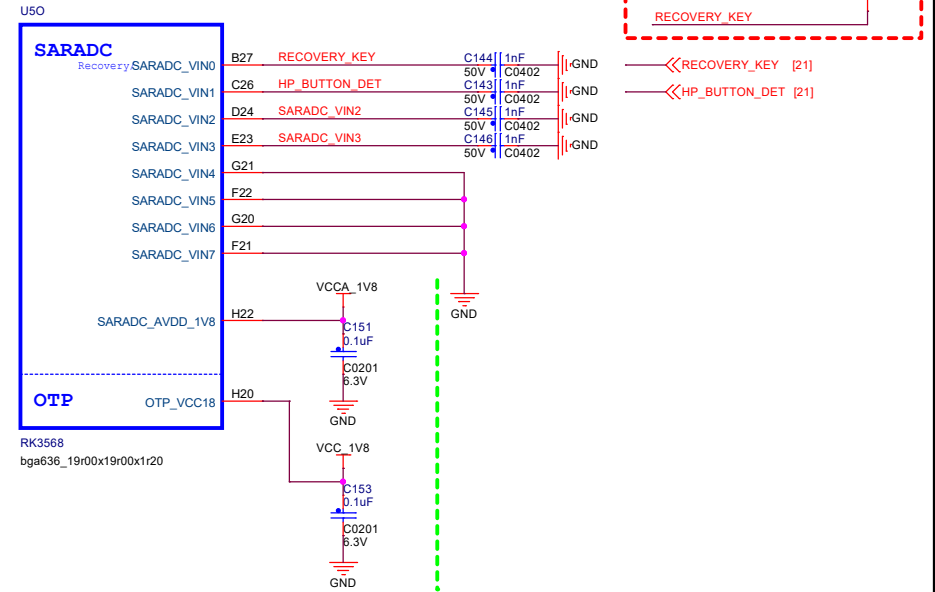 U5O
RECOVERY_KEY
SARADC
Recovery/SARADC_VIN0 B27 RECOVERY_KEY C144 1nF GND RECOVERY_KEY [21]
50V C0402
SARADC_VIN1 C26 HP_BUTTON_DET C143 1nF GND HP_BUTTON_DET [21]
50V C0402
SARADC_VIN2 D24 SARADC_VIN2 C145 1nF GND
50V C0402
SARADC_VIN3 E23 SARADC_VIN3 C146 1nF GND
50V C0402
SARADC_VIN4 G21
SARADC_VIN5 F22
SARADC_VIN6 G20
SARADC_VIN7 F21
VCCA_1V8
GND
SARADC_AVDD_1V8 H22
C151
0.1uF
C0201
6.3V
GND
OTP OTP_VCC18 H20
RK3568
bga636_19r00x19r00x1r20
VCC_1V8
C153
0.1uF
C0201
6.3V
GND